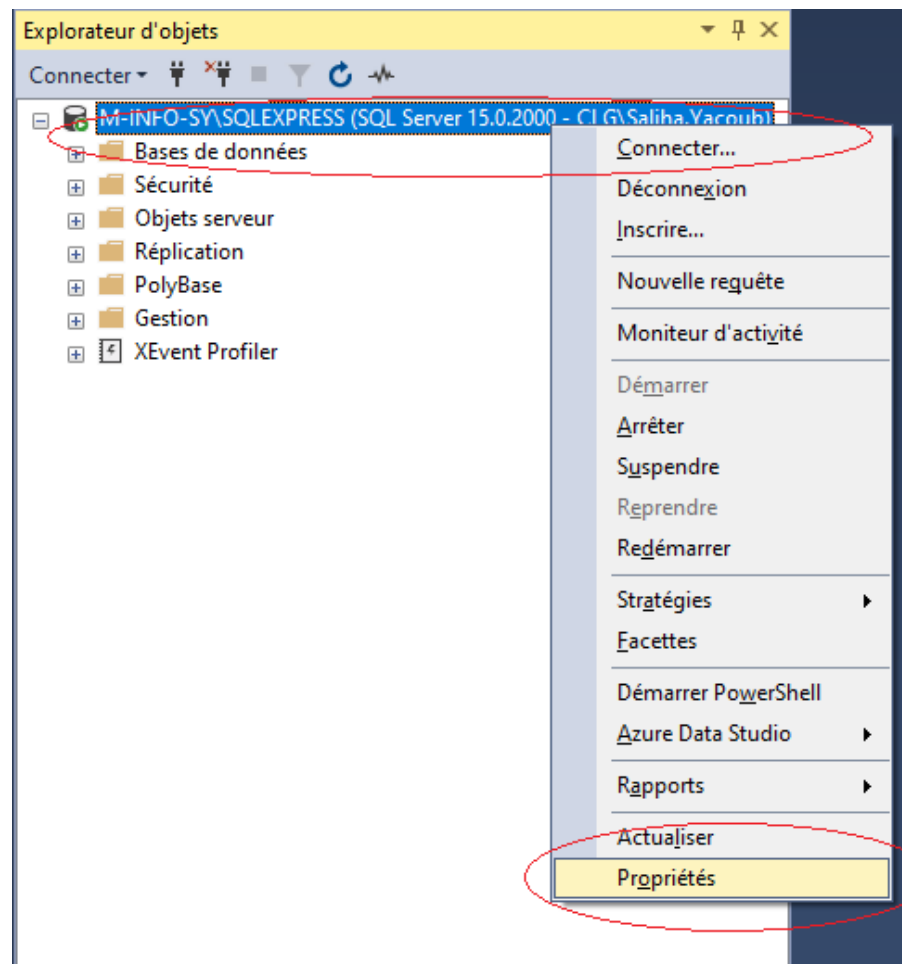 Explorateur d'objets
Connecter
M-INFO-SY\SQLEXPRESS (SQL Server 15.0.2000 - CLG\Saliha.Yacoub)
Bases de données
Sécurité
Objets serveur
Réplication
PolyBase
Gestion
XEvent Profiler
Connecter...
Déconnexion
Inscrire...
Nouvelle requête
Moniteur d'activité
Démarrer
Arrêter
Suspendre
Reprendre
Redémarrer
Stratégies
Facettes
Démarrer PowerShell
Azure Data Studio
Rapports
Actualiser
Propriétés